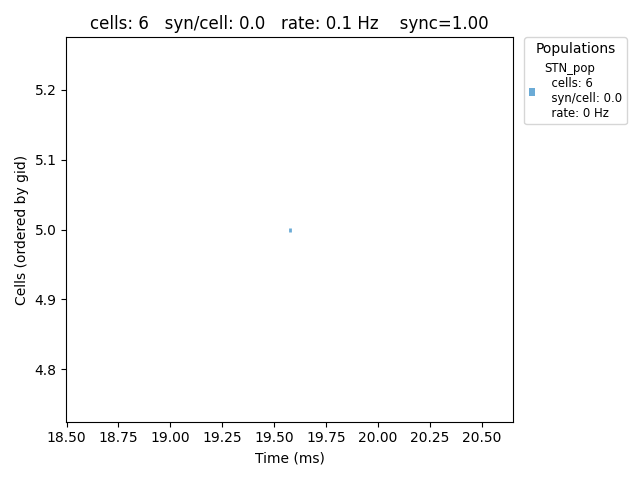 cells: 6   syn/cell: 0.0   rate: 0.1 Hz    sync=1.00
Populations
STN_pop
cells: 6
syn/cell: 0.0
rate: 0 Hz
5.2
5.1
5.0
4.9
4.8
Cells (ordered by gid)
18.50 18.75 19.00 19.25 19.50 19.75 20.00 20.25 20.50
Time (ms)